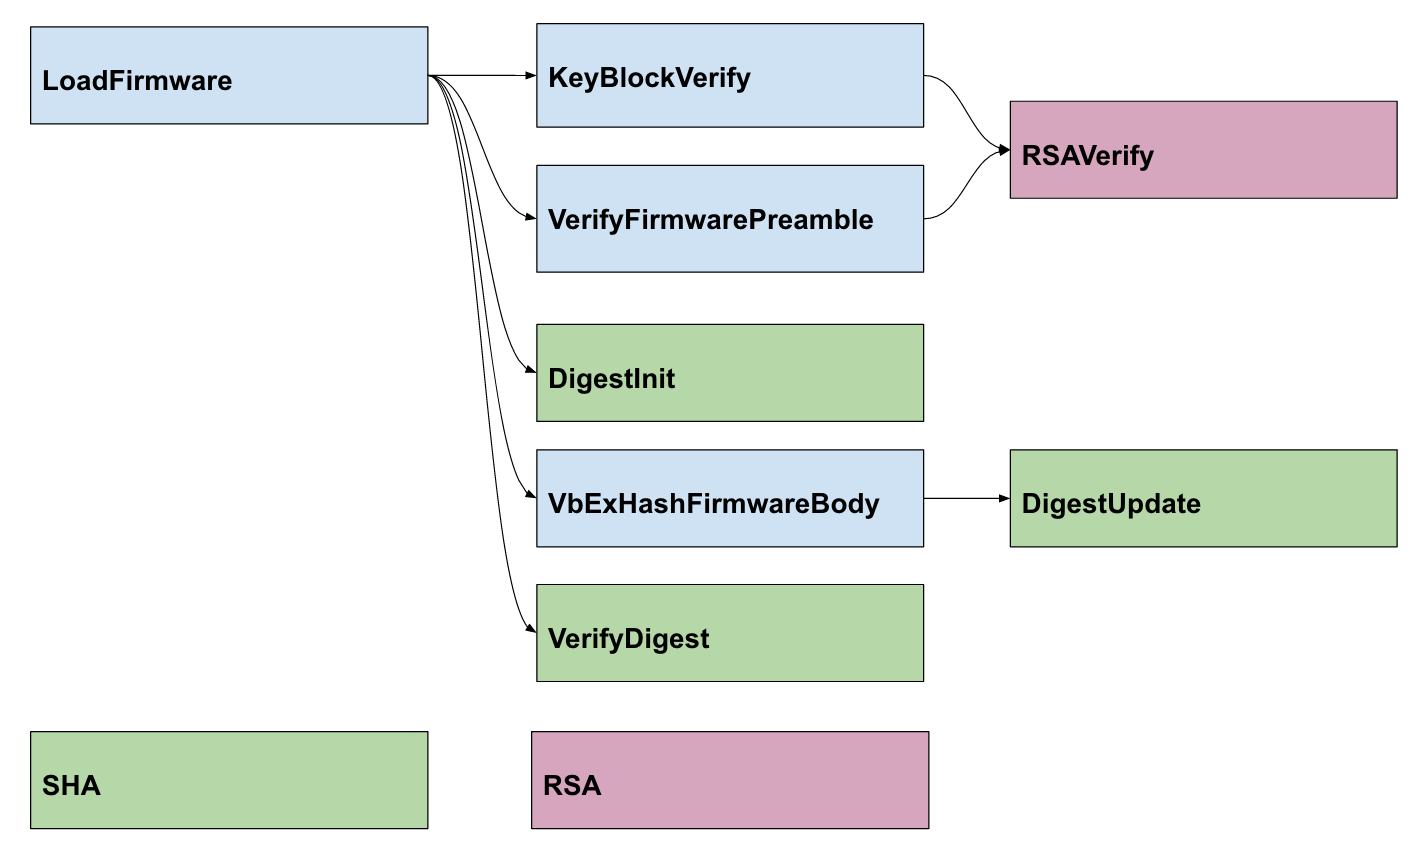 LoadFirmware
KeyBlockVerify
RSAVerify
VerifyFirmwarePreamble
DigestInit
VbExHashFirmwareBody
DigestUpdate
VerifyDigest
SHA
RSA